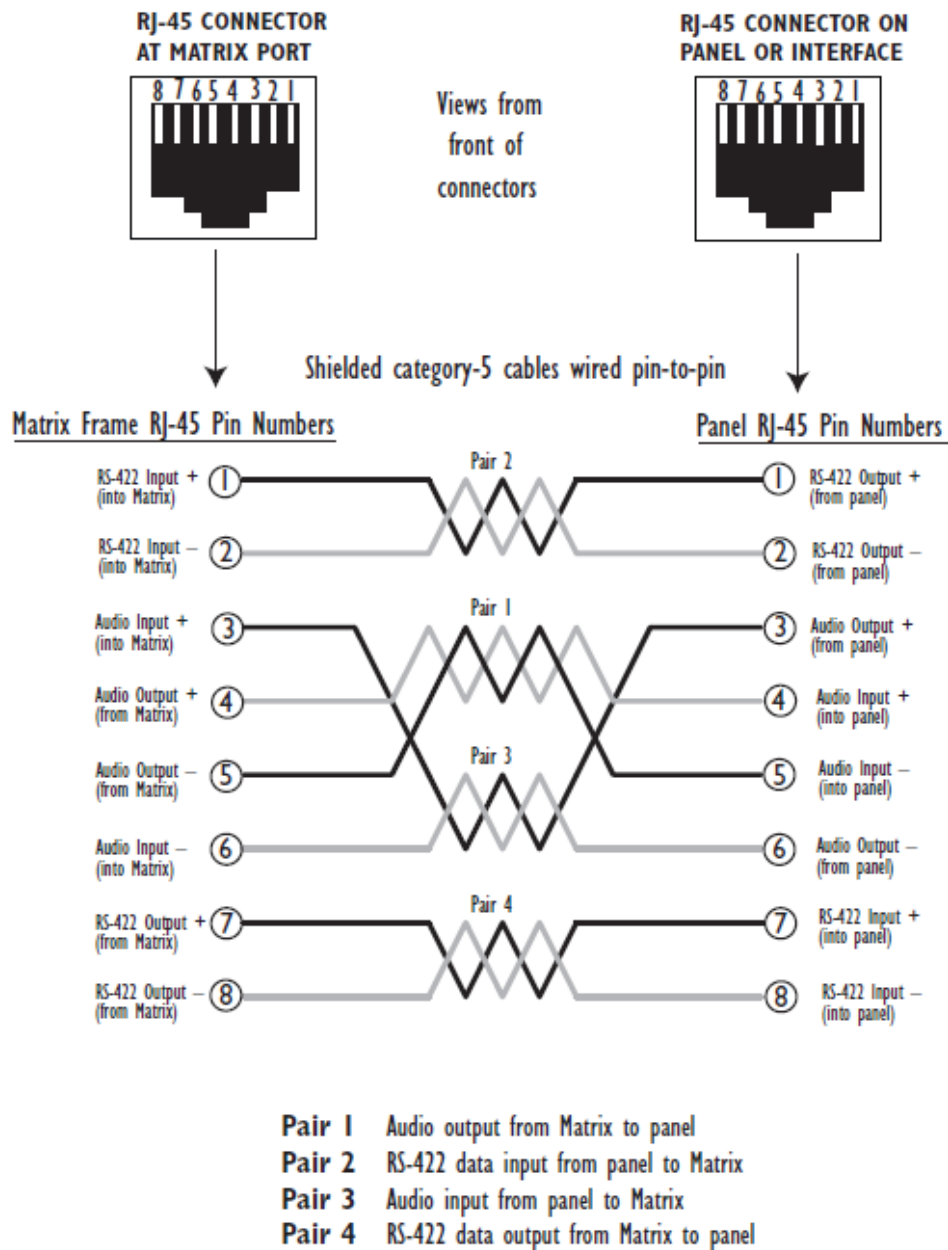 RJ-45 CONNECTOR
AT MATRIX PORT
8 7 6 5 4 3 2 1
Views from
front of
connectors
RJ-45 CONNECTOR ON
PANEL OR INTERFACE
8 7 6 5 4 3 2 1
Shielded category-5 cables wired pin-to-pin
Matrix Frame RJ-45 Pin Numbers
Panel RJ-45 Pin Numbers
RS-422 Input +
(into Matrix)
1
Pair 2
1
RS-422 Output +
(from panel)
RS-422 Input –
(into Matrix)
2
2
RS-422 Output –
(from panel)
Audio Input +
(into Matrix)
3
Pair 1
3
Audio Output +
(from panel)
Audio Output +
(from Matrix)
4
4
Audio Input +
(into panel)
Audio Output –
(from Matrix)
5
Pair 3
5
Audio Input –
(into panel)
Audio Input –
(into Matrix)
6
6
Audio Output –
(from panel)
RS-422 Output +
(from Matrix)
7
Pair 4
7
RS-422 Input +
(into panel)
RS-422 Output –
(from Matrix)
8
8
RS-422 Input –
(into panel)
Pair 1 Audio output from Matrix to panel
Pair 2 RS-422 data input from panel to Matrix
Pair 3 Audio input from panel to Matrix
Pair 4 RS-422 data output from Matrix to panel